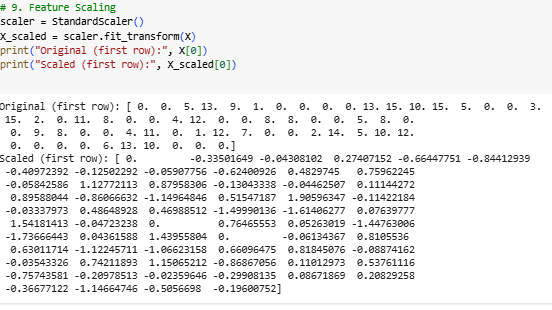 # 9. Feature Scaling
scaler = StandardScaler()
X_scaled = scaler.fit_transform(X)
print("Original (first row):", X[0])
print("Scaled (first row):", X_scaled[0])
Original (first row): [ 0. 0. 5. 13. 9. 1. 0. 0. 0. 0. 13. 15. 10. 15. 5. 0. 0. 3.
15. 2. 0. 11. 8. 0. 0. 4. 12. 0. 0. 8. 8. 0. 0. 5. 8. 0.
0. 9. 8. 0. 0. 4. 11. 0. 1. 12. 7. 0. 0. 2. 14. 5. 10. 12.
0. 0. 0. 0. 6. 13. 10. 0. 0. 0.]
Scaled (first row): [ 0. -0.33501649 -0.04308102 0.27407152 -0.66447751 -0.84412939
-0.40972392 -0.12502292 -0.05907756 -0.62400926 0.4829745 0.75962245
-0.05842586 1.12772113 0.87958306 -0.13043338 -0.04462507 0.11144272
0.89588044 -0.86066632 -1.14964846 0.51547187 1.90596347 -0.11422184
-0.03337973 0.48648928 0.46988512 -1.49990136 -1.61406277 0.07639777
1.54181413 -0.04723238 0. 0.76465553 0.05263019 -1.44763006
-1.73666443 0.04361588 1.43955804 0. -0.06134367 0.8105536
0.63011714 -1.12245711 -1.06623158 0.66096475 0.81845076 -0.08874162
-0.03543326 0.74211893 1.15065212 -0.86867056 0.11012973 0.53761116
-0.75743581 -0.20978513 -0.02359646 -0.29908135 0.08671869 0.20829258
-0.36677122 -1.14664746 -0.5056698 -0.19600752]